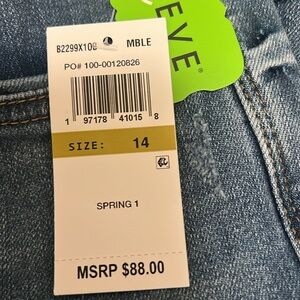 B2299X10B MBLE
PO# 100-00120826
1 97178 41015 8
SIZE: 14
SPRING 1
MSRP $88.00
EVE®